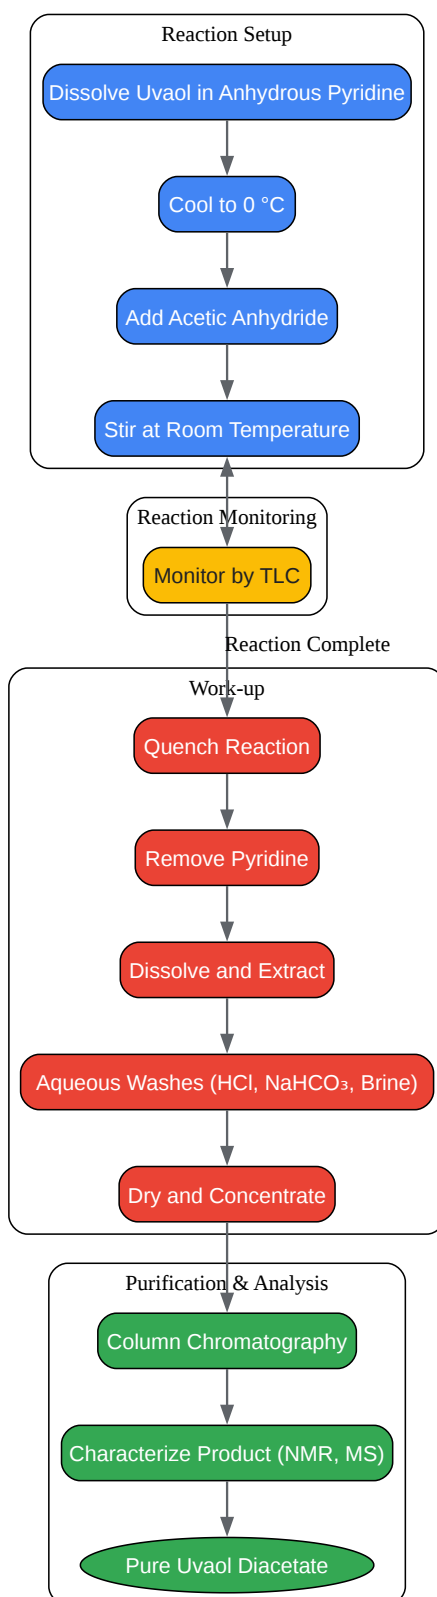 Reaction Setup
Dissolve Uvaol in Anhydrous Pyridine
Cool to 0 °C
Add Acetic Anhydride
Stir at Room Temperature
Reaction Monitoring
Monitor by TLC
Reaction Complete
Work-up
Quench Reaction
Remove Pyridine
Dissolve and Extract
Aqueous Washes (HCl, NaHCO₃, Brine)
Dry and Concentrate
Purification & Analysis
Column Chromatography
Characterize Product (NMR, MS)
Pure Uvaol Diacetate